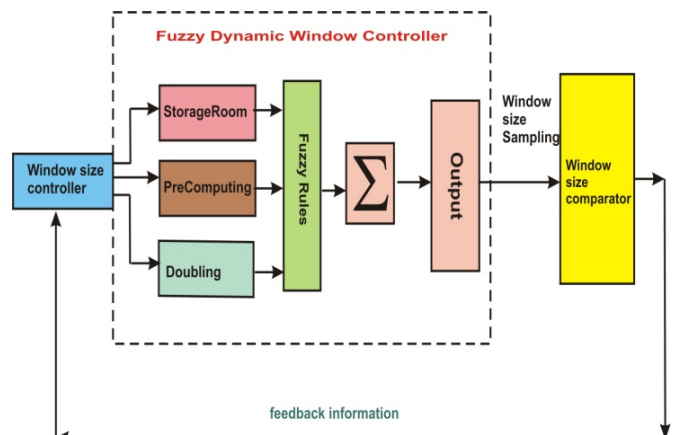 Fuzzy Dynamic Window Controller
StorageRoom
Window size
controller
PreComputing
Doubling
Fuzzy Rules
Σ
Output
Window
size
Sampling
Window
size
comparator
feedback information